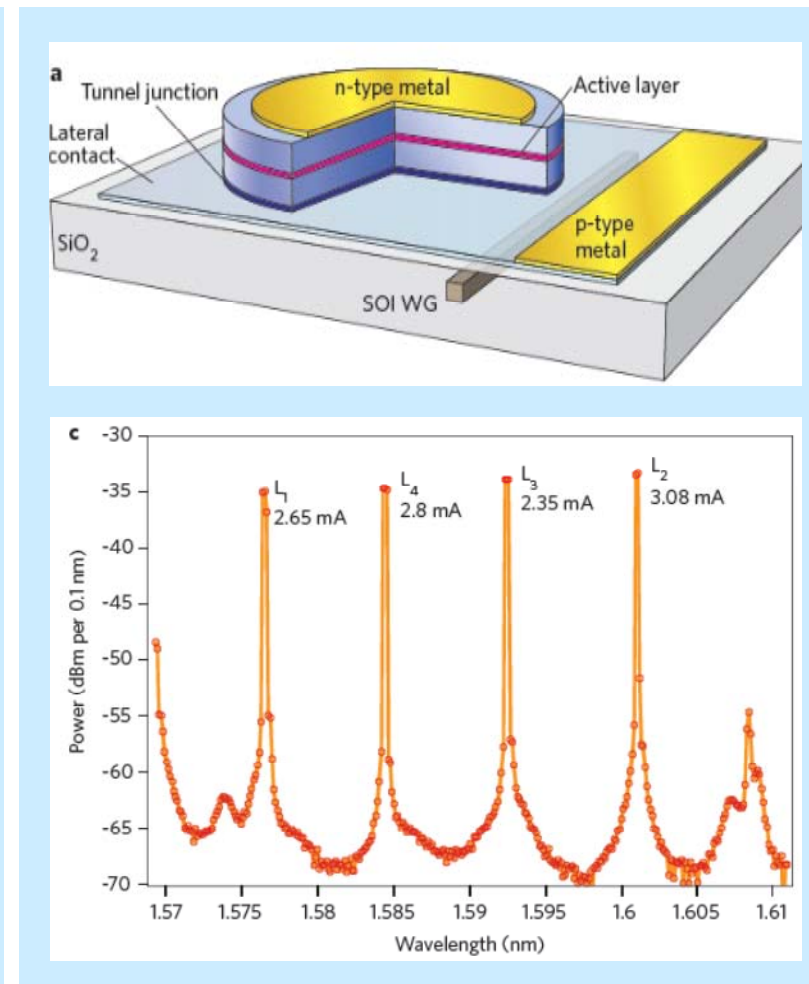 a
Tunnel junction
n-type metal
Active layer
Lateral
contact
p-type
metal
SiO2
SOI WG
c
-30
L1
2.65 mA
L4
2.8 mA
L3
2.35 mA
L2
3.08 mA
-35
-40
-45
-50
-55
-60
-65
-70
Power (dBm per 0.1 nm)
1.57 1.575 1.58 1.585 1.59 1.595 1.6 1.605 1.61
Wavelength (nm)